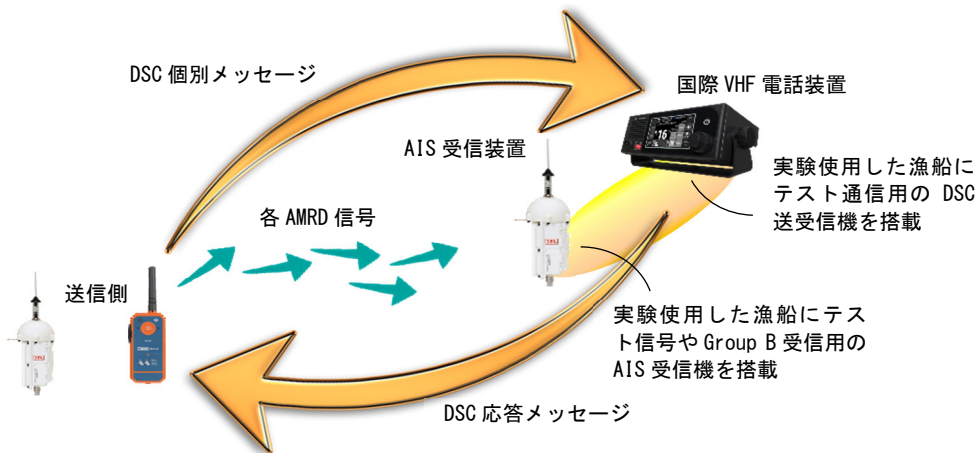 DSC 個別メッセージ
国際 VHF 電話装置
16
AIS 受信装置
実験使用した漁船に
テスト通信用の DSC
送受信機を搭載
各 AMRD 信号
送信側
実験使用した漁船にテス
ト信号や Group B 受信用の
AIS 受信機を搭載
DSC 応答メッセージ